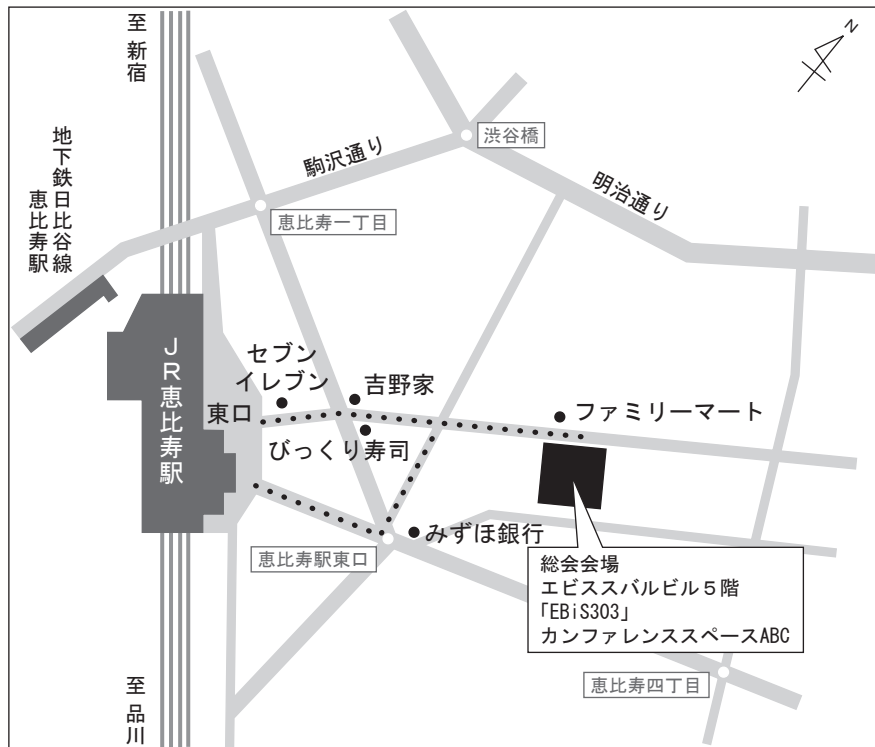 至新宿
N
渋谷橋
駒沢通り
明治通り
地下鉄日比谷線
恵比寿駅
恵比寿一丁目
JR恵比寿駅
セブン
イレブン
吉野家
東口
ファミリーマート
びっくり寿司
みずほ銀行
恵比寿駅東口
総会会場
エビススバルビル5階
「EBiS303」
カンファレンススペースABC
恵比寿四丁目
至品川